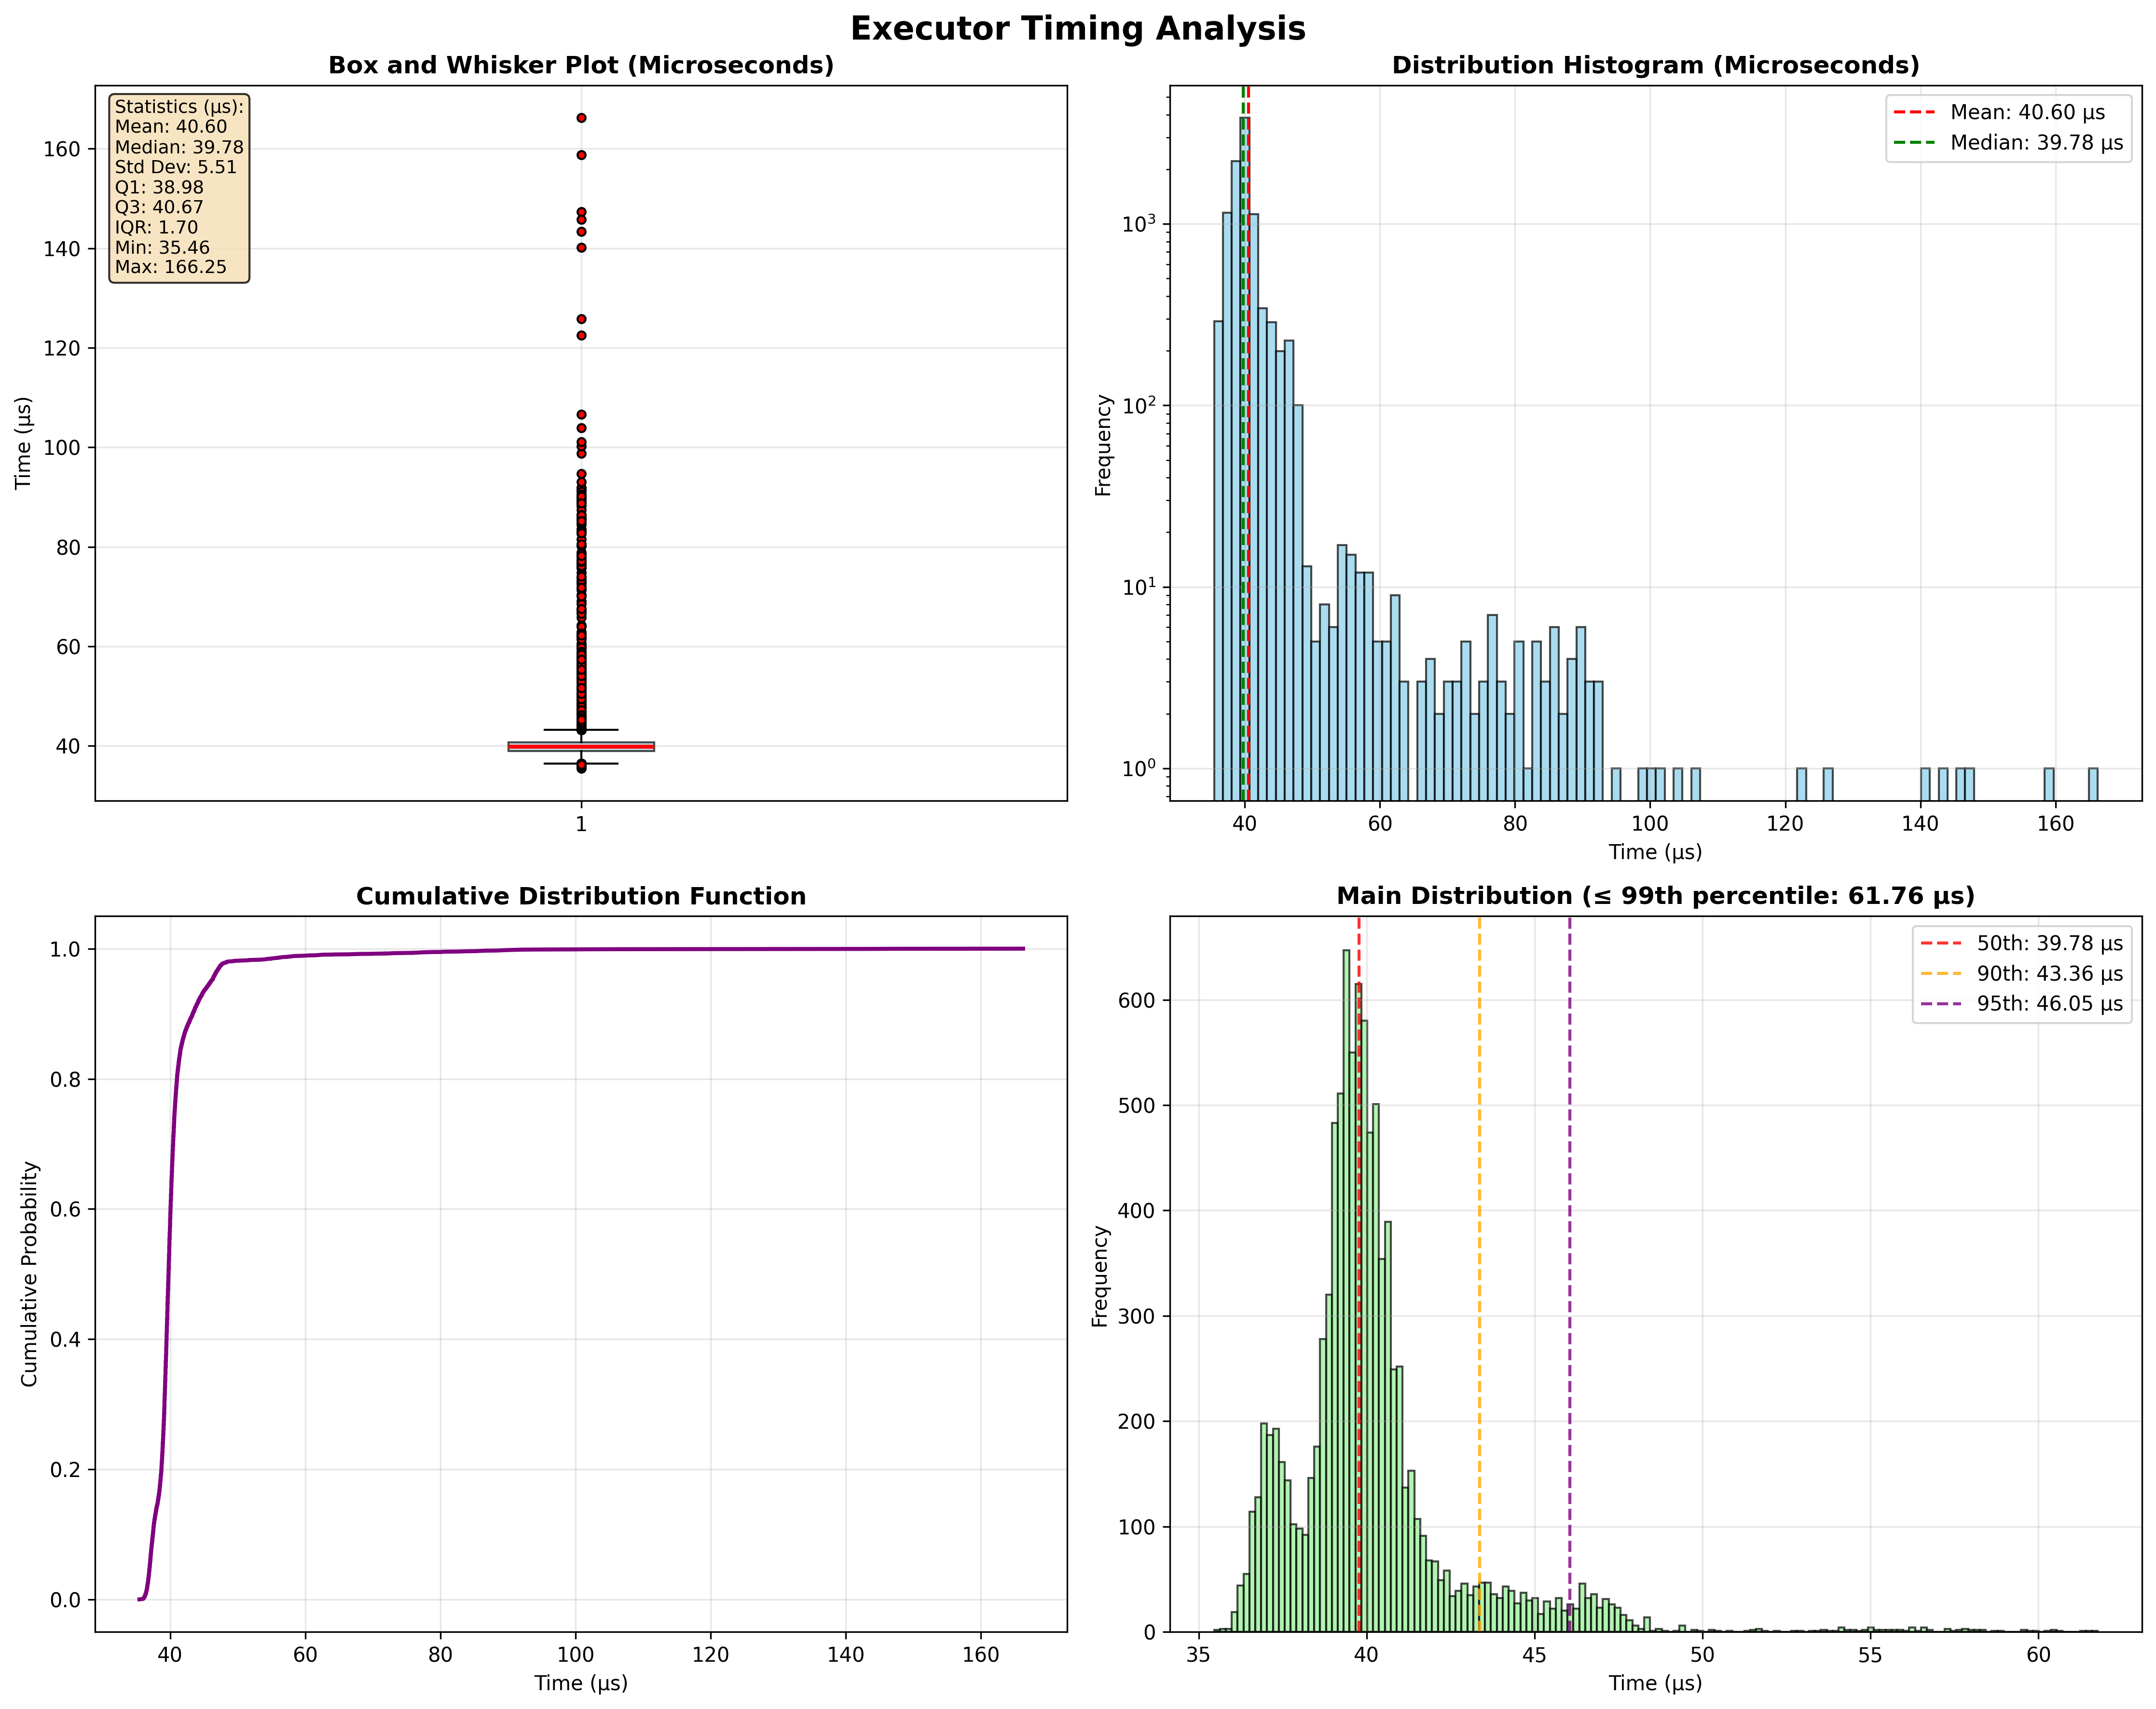 Executor Timing Analysis
Box and Whisker Plot (Microseconds)
Statistics (µs):
Mean: 40.60
Median: 39.78
Std Dev: 5.51
Q1: 38.98
Q3: 40.67
IQR: 1.70
Min: 35.46
Max: 166.25
160
140
120
100
80
60
40
Time (µs)
1
Distribution Histogram (Microseconds)
Mean: 40.60 µs
Median: 39.78 µs
10³
10²
10¹
10⁰
Frequency
40 60 80 100 120 140 160
Time (µs)
Cumulative Distribution Function
1.0
0.8
0.6
0.4
0.2
0.0
Cumulative Probability
40 60 80 100 120 140 160
Time (µs)
Main Distribution (≤ 99th percentile: 61.76 µs)
50th: 39.78 µs
90th: 43.36 µs
95th: 46.05 µs
600
500
400
300
200
100
0
Frequency
35 40 45 50 55 60
Time (µs)